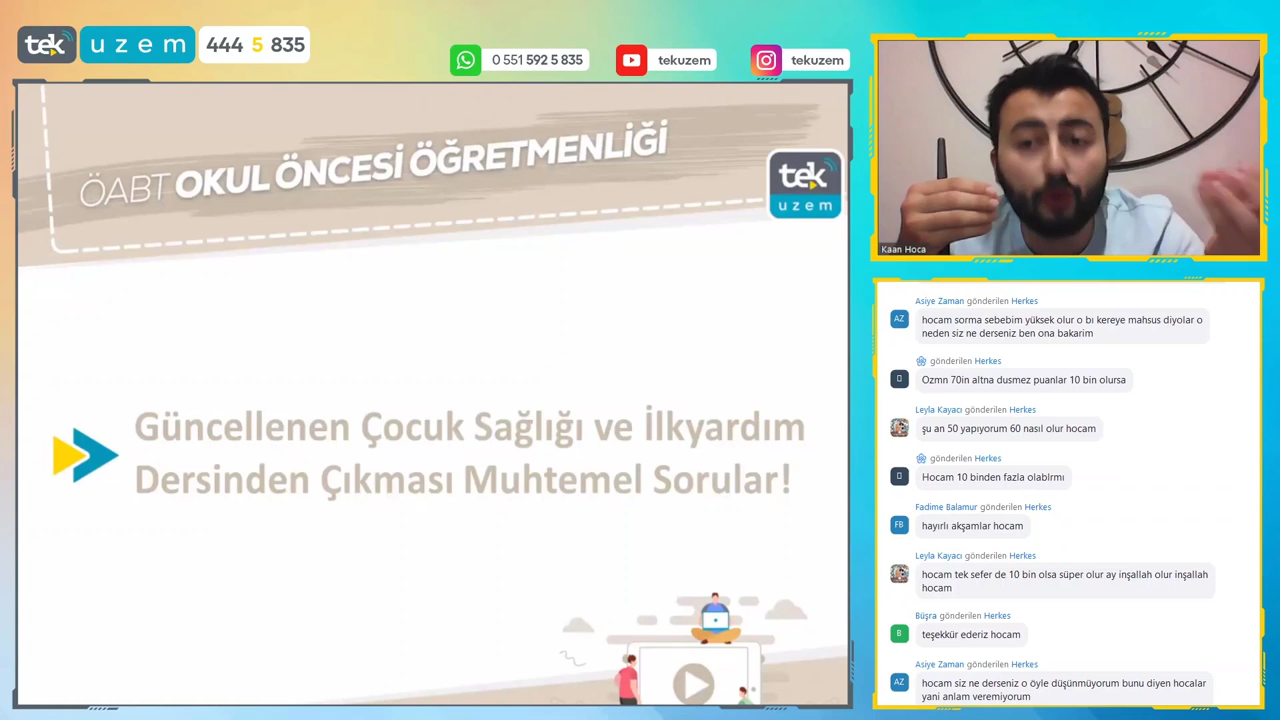 tek uzem 444 5 835
0 551 592 5 835
tekuzem
tekuzem
ÖABT OKUL ÖNCESİ ÖĞRETMENLİĞİ
tek
uzem
Güncellenen Çocuk Sağlığı ve İlkyardım
Dersinden Çıkması Muhtemel Sorular!
Kaan Hoca
Asiye Zaman gönderilen Herkes
AZ
hocam sorma sebebim yüksek olur o bı kereye mahsus diyolar o
neden siz ne derseniz ben ona bakarim
gönderilen Herkes
Ozmn 70in altna dusmez puanlar 10 bin olursa
Leyla Kayacı gönderilen Herkes
şu an 50 yapıyorum 60 nasıl olur hocam
gönderilen Herkes
Hocam 10 binden fazla olablrmı
Fadime Balamur gönderilen Herkes
FB
hayırlı akşamlar hocam
Leyla Kayacı gönderilen Herkes
hocam tek sefer de 10 bin olsa süper olur ay inşallah olur inşallah
hocam
Büşra gönderilen Herkes
B
teşekkür ederiz hocam
Asiye Zaman gönderilen Herkes
AZ
hocam siz ne derseniz o öyle düşünmüyorum bunu diyen hocalar
yani anlam veremiyorum